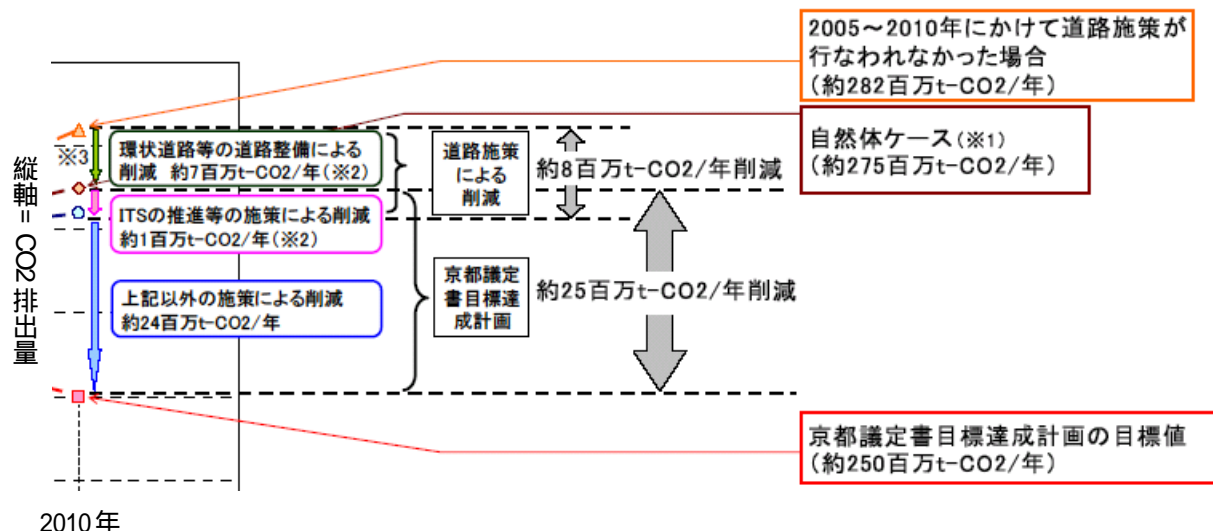 2005～2010年にかけて道路施策が
行なわれなかった場合
(約282百万t-CO2/年)
自然体ケース(※1)
(約275百万t-CO2/年)
※3
環状道路等の道路整備による
削減 約7百万t-CO2/年(※2)
道路施策
による
削減
約8百万t-CO2/年削減
ITSの推進等の施策による削減
約1百万t-CO2/年(※2)
上記以外の施策による削減
約24百万t-CO2/年
京都議定
書目標達
成計画
約25百万t-CO2/年削減
京都議定書目標達成計画の目標値
(約250百万t-CO2/年)
縦軸＝CO2排出量
2010年